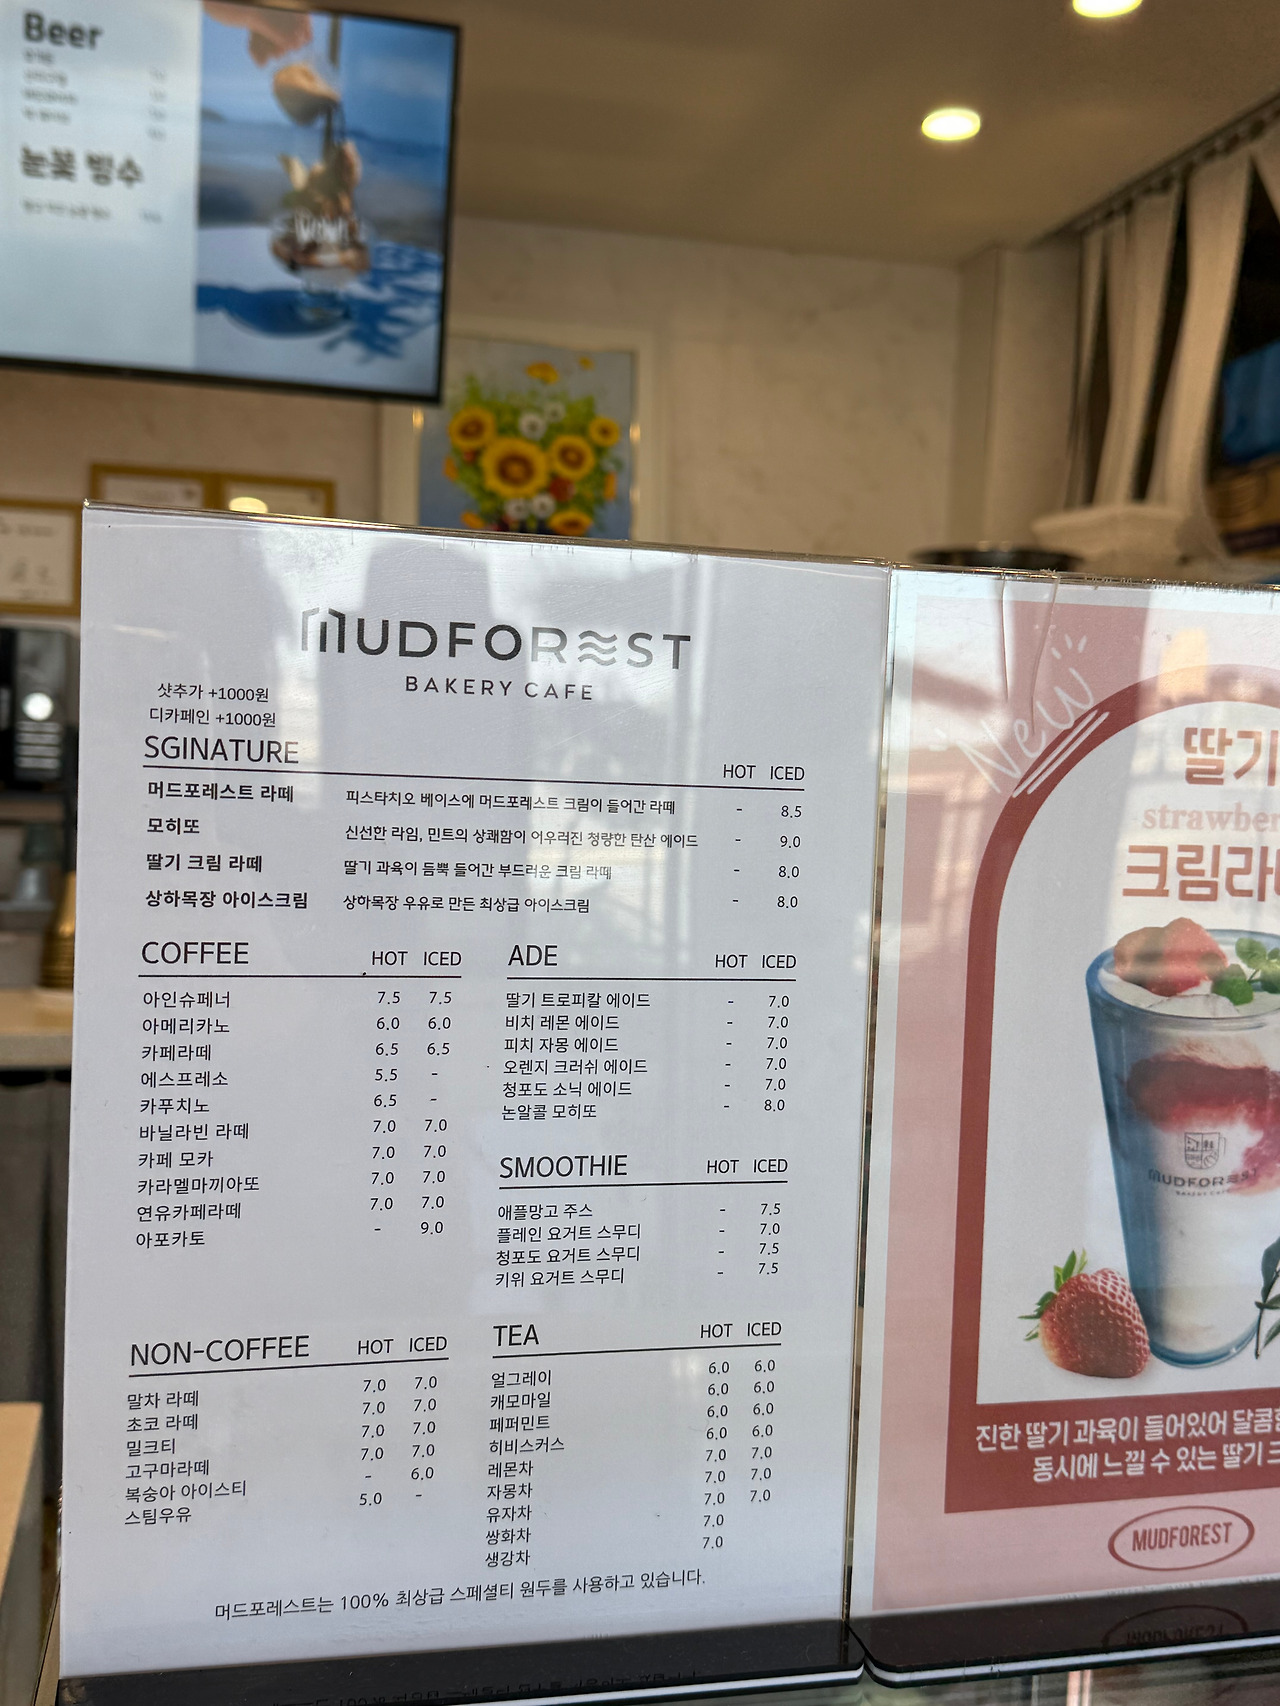 Beer
눈꽃 빙수
MUDFOREST
BAKERY CAFE
샷추가 +1000원
디카페인 +1000원
SGINATURE HOT ICED
머드포레스트 라떼 피스타치오 베이스에 머드포레스트 크림이 들어간 라떼 - 8.5
모히또 신선한 라임, 민트의 상쾌함이 어우러진 청량한 탄산 에이드 - 9.0
딸기 크림 라떼 딸기 과육이 듬뿍 들어간 부드러운 크림 라떼 - 8.0
상하목장 아이스크림 상하목장 우유로 만든 최상급 아이스크림 - 8.0
COFFEE HOT ICED
아인슈페너 7.5 7.5
아메리카노 6.0 6.0
카페라떼 6.5 6.5
에스프레소 5.5 -
카푸치노 6.5 -
바닐라빈 라떼 7.0 7.0
카페 모카 7.0 7.0
카라멜마끼아또 7.0 7.0
연유카페라떼 7.0 7.0
아포카토 - 9.0
ADE HOT ICED
딸기 트로피칼 에이드 - 7.0
비치 레몬 에이드 - 7.0
피치 자몽 에이드 - 7.0
오렌지 크러쉬 에이드 - 7.0
청포도 소닉 에이드 - 7.0
논알콜 모히또 - 8.0
SMOOTHIE HOT ICED
애플망고 주스 - 7.5
플레인 요거트 스무디 - 7.0
청포도 요거트 스무디 - 7.5
키위 요거트 스무디 - 7.5
NON-COFFEE HOT ICED
말차 라떼 7.0 7.0
초코 라떼 7.0 7.0
밀크티 7.0 7.0
고구마라떼 7.0 7.0
복숭아 아이스티 - 6.0
스팀우유 5.0 -
TEA HOT ICED
얼그레이 6.0 6.0
캐모마일 6.0 6.0
페퍼민트 6.0 6.0
히비스커스 6.0 6.0
레몬차 7.0 7.0
자몽차 7.0 7.0
유자차 7.0 7.0
쌍화차 7.0
생강차 7.0
머드포레스트는 100% 최상급 스페셜티 원두를 사용하고 있습니다.
New
딸기
strawber
크림라
MUDFOREST
BAKERY CAFE
진한 딸기 과육이 들어있어 달콤
동시에 느낄 수 있는 딸기
MUDFOREST